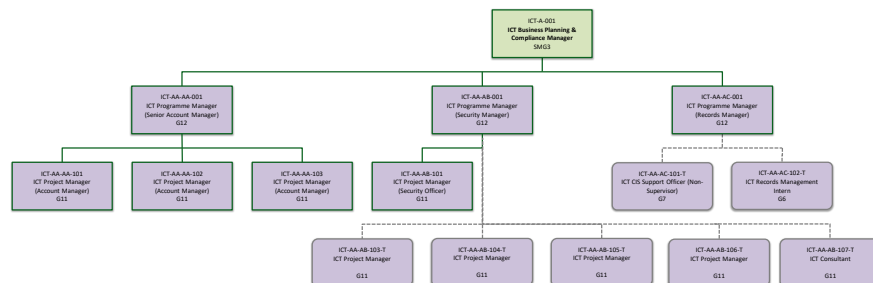 ICT-A-001
ICT Business Planning &
Compliance Manager
SMG3
ICT-AA-AA-001
ICT Programme Manager
(Senior Account Manager)
G12
ICT-AA-AB-001
ICT Programme Manager
(Security Manager)
G12
ICT-AA-AC-001
ICT Programme Manager
(Records Manager)
G12
ICT-AA-AA-101
ICT Project Manager
(Account Manager)
G11
ICT-AA-AA-102
ICT Project Manager
(Account Manager)
G11
ICT-AA-AA-103
ICT Project Manager
(Account Manager)
G11
ICT-AA-AB-101
ICT Project Manager
(Security Officer)
G11
ICT-AA-AC-101-T
ICT CIS Support Officer (Non-
Supervisor)
G7
ICT-AA-AC-102-T
ICT Records Management
Intern
G6
ICT-AA-AB-103-T
ICT Project Manager
G11
ICT-AA-AB-104-T
ICT Project Manager
G11
ICT-AA-AB-105-T
ICT Project Manager
G11
ICT-AA-AB-106-T
ICT Project Manager
G11
ICT-AA-AB-107-T
ICT Consultant
G11